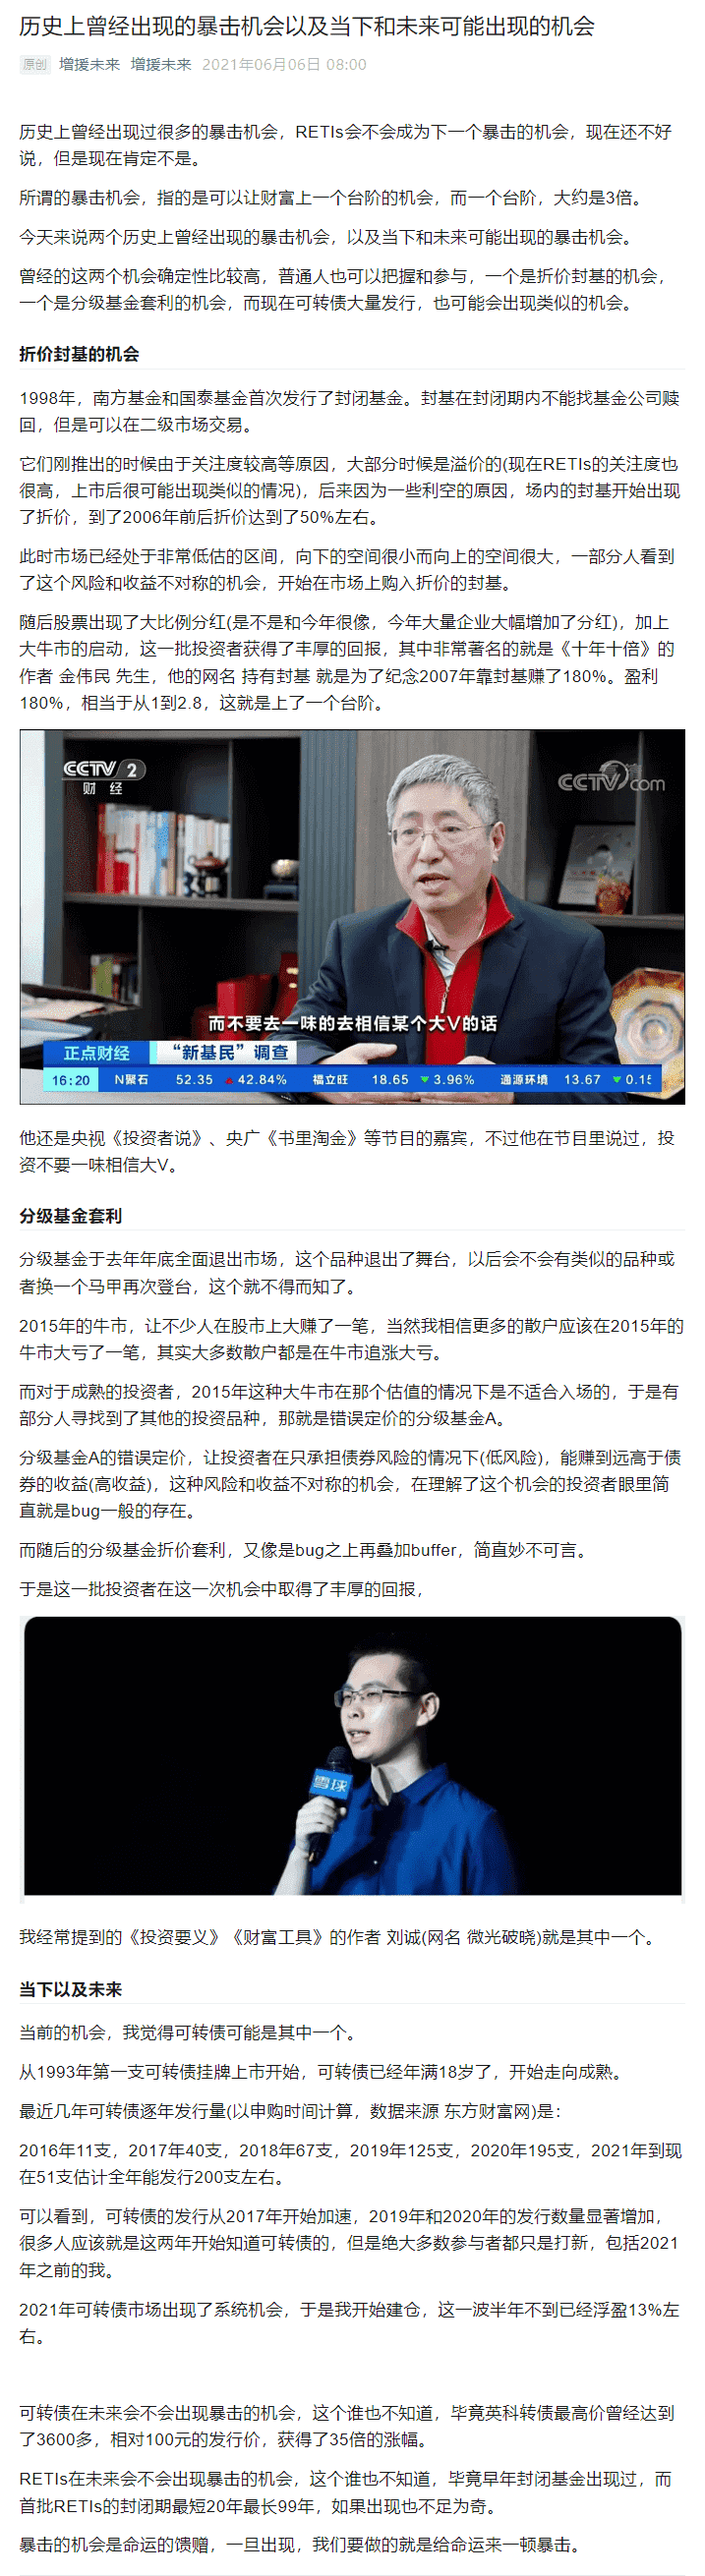 历史上曾经出现的暴击机会以及当下和未来可能出现的机会
原创 增援未来 增援未来 2021年06月06日 08:00
历史上曾经出现过很多的暴击机会，RETIs会不会成为下一个暴击的机会，现在还不好
说，但是现在肯定不是。
所谓的暴击机会，指的是可以让财富上一个台阶的机会，而一个台阶，大约是3倍。
今天来说两个历史上曾经出现的暴击机会，以及当下和未来可能出现的暴击机会。
曾经的这两个机会确定性比较高，普通人也可以把握和参与，一个是折价封基的机会，
一个是分级基金套利的机会，而现在可转债大量发行，也可能会出现类似的机会。
折价封基的机会
1998年，南方基金和国泰基金首次发行了封闭基金。封基在封闭期内不能找基金公司赎
回，但是可以在二级市场交易。
它们刚推出的时候由于关注度较高等原因，大部分时候是溢价的(现在RETIs的关注度也
很高，上市后很可能出现类似的情况)，后来因为一些利空的原因，场内的封基开始出现
了折价，到了2006年前后折价达到了50%左右。
此时市场已经处于非常低估的区间，向下的空间很小而向上的空间很大，一部分人看到
了这个风险和收益不对称的机会，开始在市场上购入折价的封基。
随后股票出现了大比例分红(是不是和今年很像，今年大量企业大幅增加了分红)，加上
大牛市的启动，这一批投资者获得了丰厚的回报，其中非常著名的就是《十年十倍》的
作者 金伟民 先生，他的网名 持有封基 就是为了纪念2007年靠封基赚了180%。盈利
180%，相当于从1到2.8，这就是上了一个台阶。
CCTV 2
财 经
CCTV.com
而不要去一味的去相信某个大V的话
正点财经 “新基民”调查
16:20 N聚石 52.35 42.84% 福立旺 18.65 3.96% 通源环境 13.67 0.15
他还是央视《投资者说》、央广《书里淘金》等节目的嘉宾，不过他在节目里说过，投
资不要一味相信大V。
分级基金套利
分级基金于去年年底全面退出市场，这个品种退出了舞台，以后会不会有类似的品种或
者换一个马甲再次登台，这个就不得而知了。
2015年的牛市，让不少人在股市上大赚了一笔，当然我相信更多的散户应该在2015年的
牛市大亏了一笔，其实大多数散户都是在牛市追涨大亏。
而对于成熟的投资者，2015年这种大牛市在那个估值的情况下是不适合入场的，于是有
部分人寻找到了其他的投资品种，那就是错误定价的分级基金A。
分级基金A的错误定价，让投资者在只承担债券风险的情况下(低风险)，能赚到远高于债
券的收益(高收益)，这种风险和收益不对称的机会，在理解了这个机会的投资者眼里简
直就是bug一般的存在。
而随后的分级基金折价套利，又像是bug之上再叠加buffer，简直妙不可言。
于是这一批投资者在这一次机会中取得了丰厚的回报，
雪球
我经常提到的《投资要义》《财富工具》的作者 刘诚(网名 微光破晓)就是其中一个。
当下以及未来
当前的机会，我觉得可转债可能是其中一个。
从1993年第一支可转债挂牌上市开始，可转债已经年满18岁了，开始走向成熟。
最近几年可转债逐年发行量(以申购时间计算，数据来源 东方财富网)是：
2016年11支，2017年40支，2018年67支，2019年125支，2020年195支，2021年到现
在51支估计全年能发行200支左右。
可以看到，可转债的发行从2017年开始加速，2019年和2020年的发行数量显著增加，
很多人应该就是这两年开始知道可转债的，但是绝大多数参与者都只是打新，包括2021
年之前的我。
2021年可转债市场出现了系统机会，于是我开始建仓，这一波半年不到已经浮盈13%左
右。
可转债在未来会不会出现暴击的机会，这个谁也不知道，毕竟英科转债最高价曾经达到
了3600多，相对100元的发行价，获得了35倍的涨幅。
RETIs在未来会不会出现暴击的机会，这个谁也不知道，毕竟早年封闭基金出现过，而
首批RETIs的封闭期最短20年最长99年，如果出现也不足为奇。
暴击的机会是命运的馈赠，一旦出现，我们要做的就是给命运来一顿暴击。